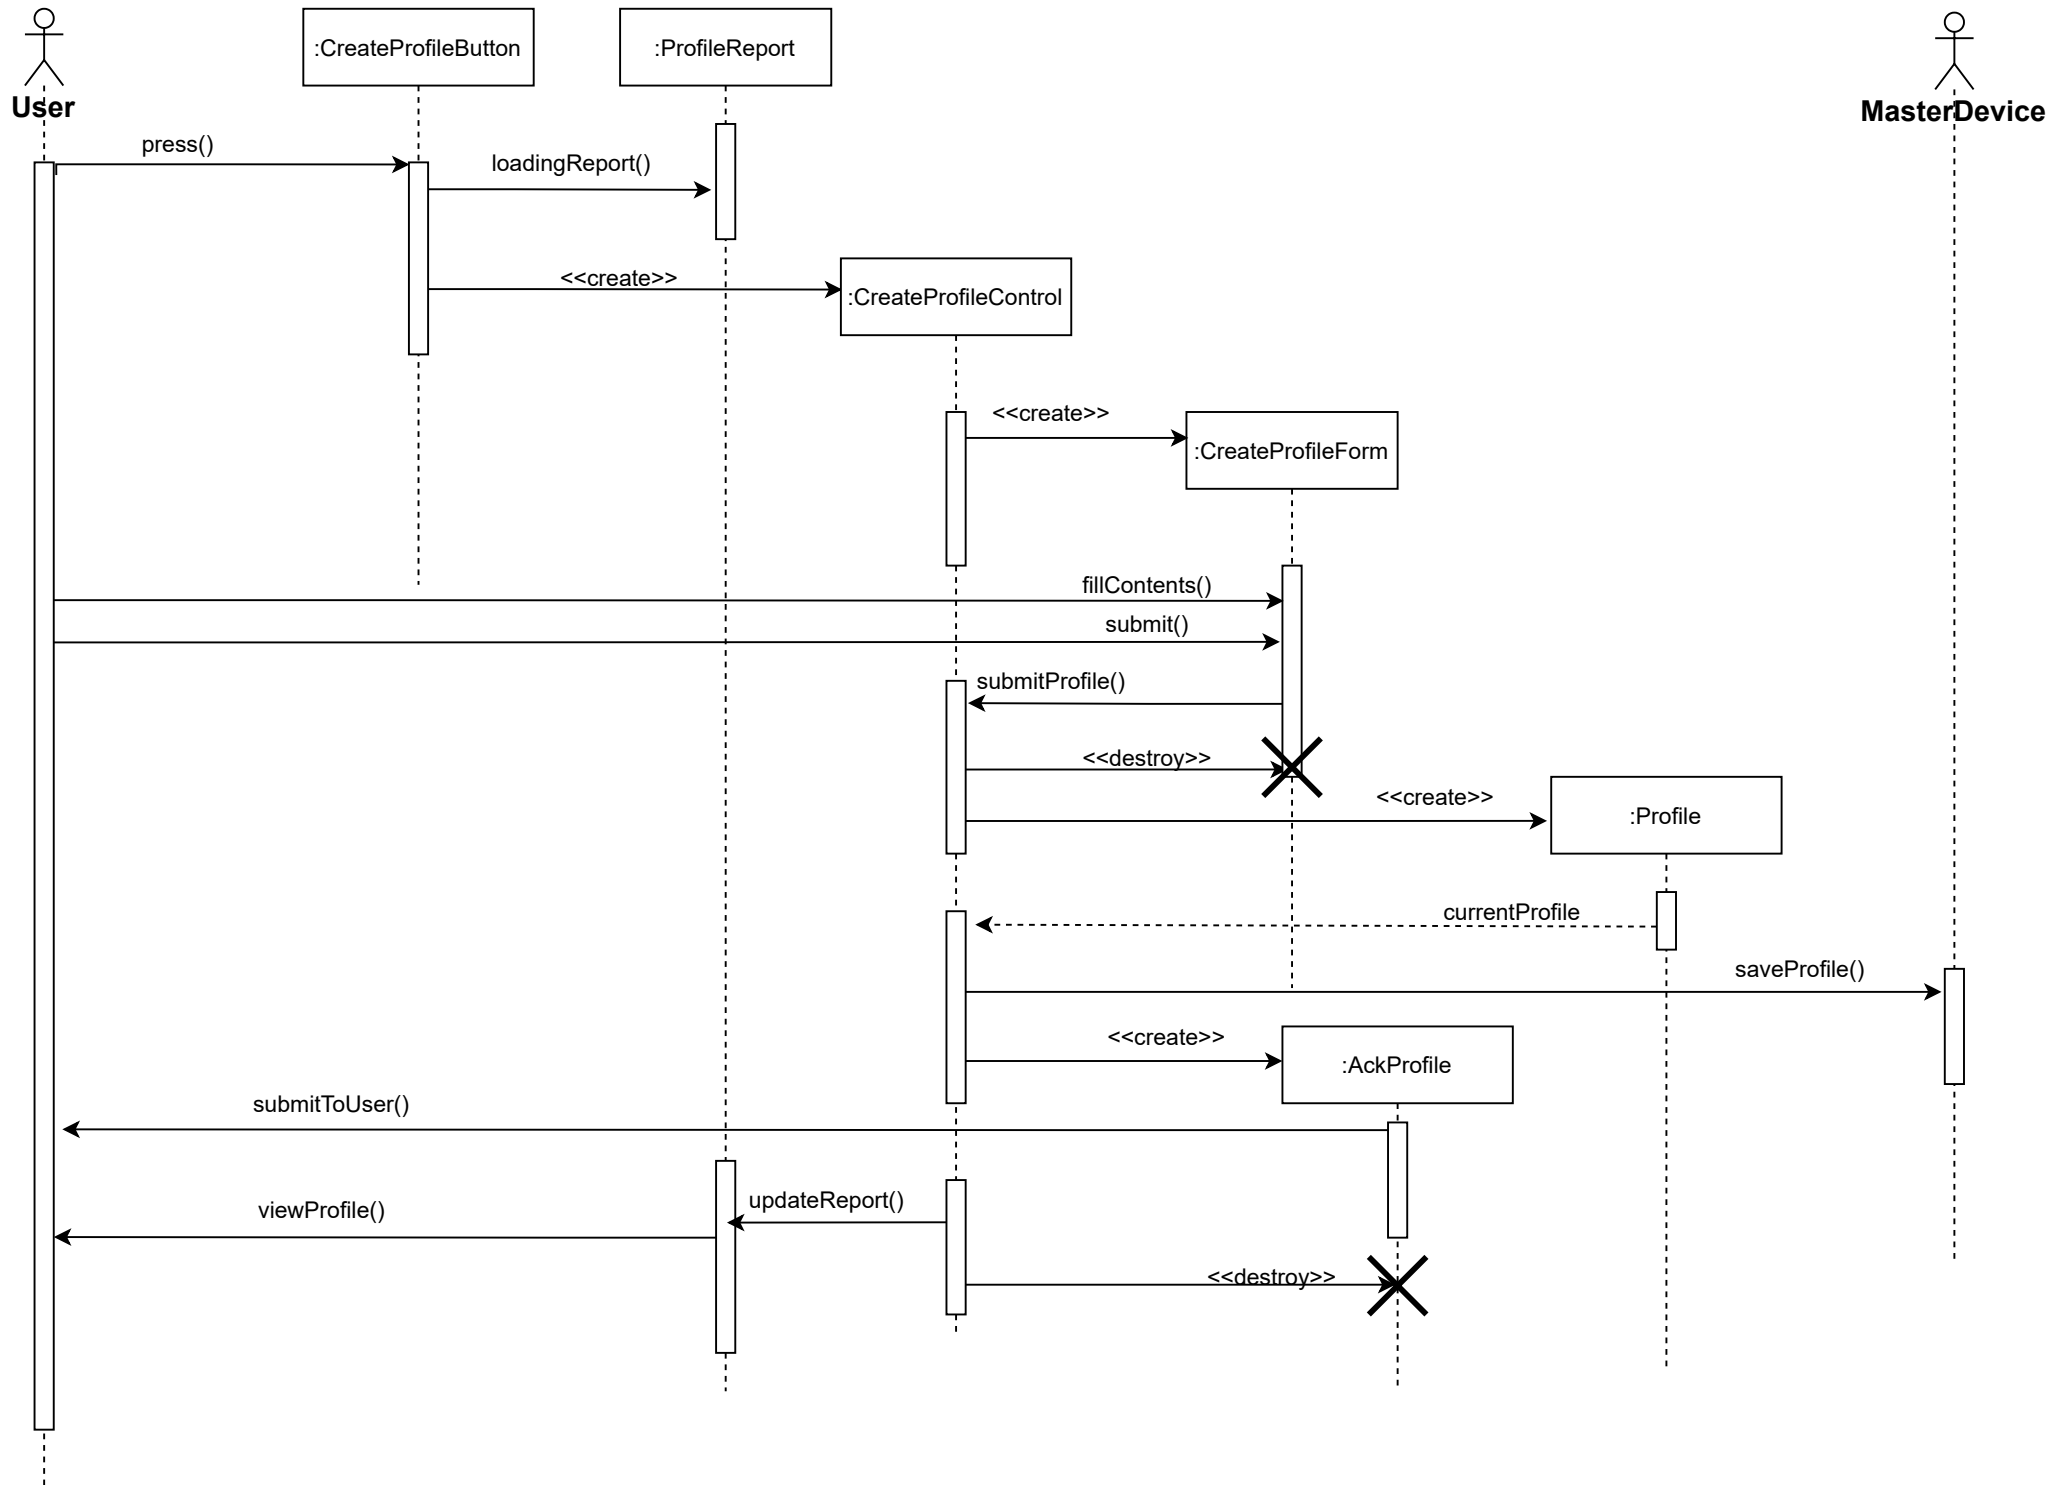 :CreateProfileButton
:ProfileReport
User
MasterDevice
press()
loadingReport()
<<create>>
:CreateProfileControl
<<create>>
:CreateProfileForm
fillContents()
submit()
submitProfile()
<<destroy>>
<<create>>
:Profile
currentProfile
saveProfile()
<<create>>
:AckProfile
submitToUser()
updateReport()
viewProfile()
<<destroy>>